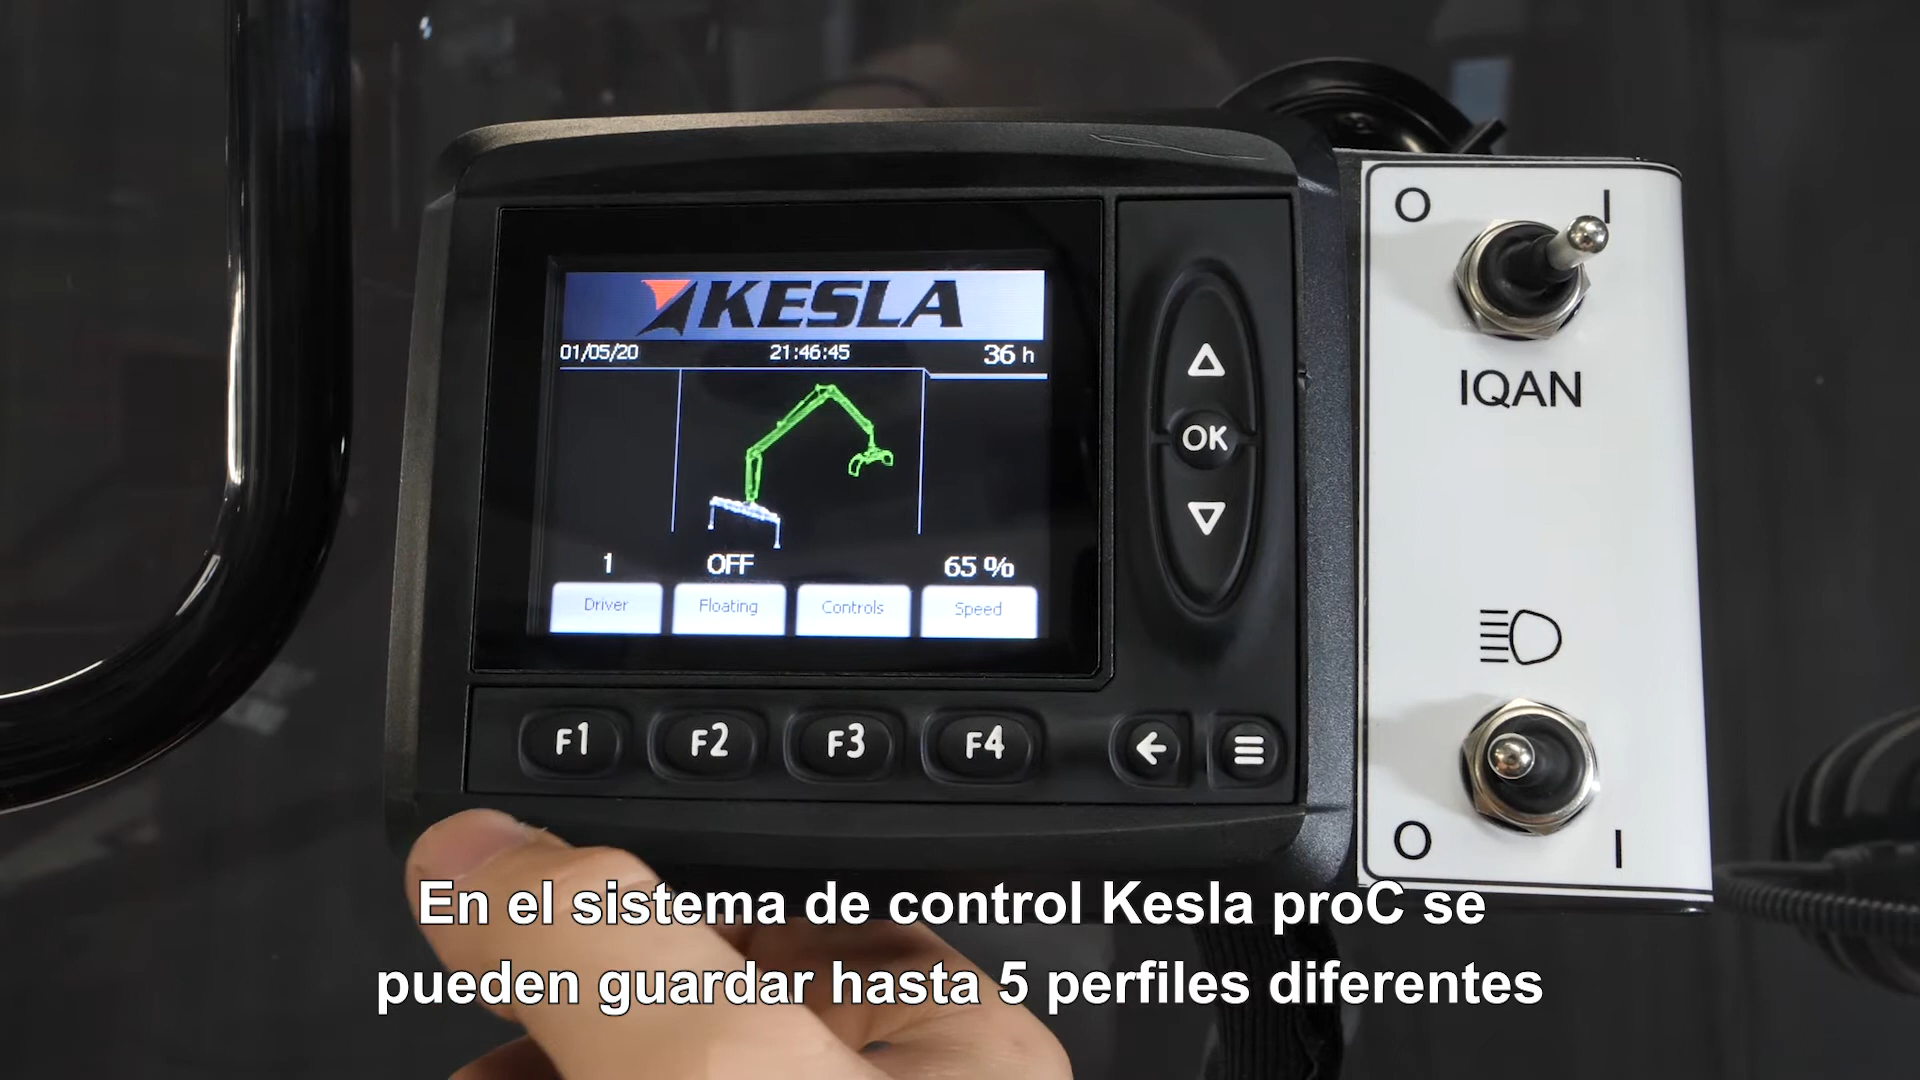 KESLA
01/05/20 21:46:45 36 h
1 OFF 65 %
Driver Floating Controls Speed
OK
F1 F2 F3 F4
O I
IQAN
O I
En el sistema de control Kesla proC se
pueden guardar hasta 5 perfiles diferentes